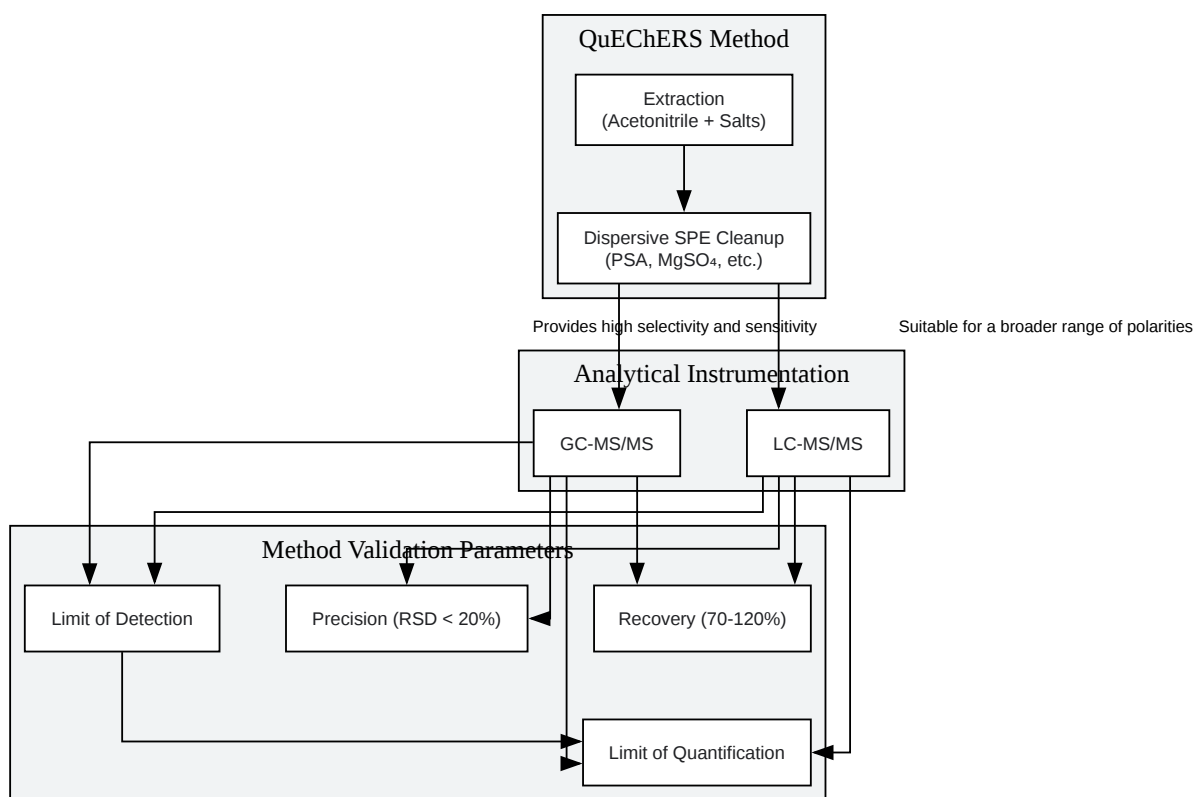 QuEChERS Method
Extraction
(Acetonitrile + Salts)
Dispersive SPE Cleanup
(PSA, MgSO₄, etc.)
Provides high selectivity and sensitivity
Suitable for a broader range of polarities
Analytical Instrumentation
GC-MS/MS
LC-MS/MS
Method Validation Parameters
Limit of Detection
Precision (RSD < 20%)
Recovery (70-120%)
Limit of Quantification